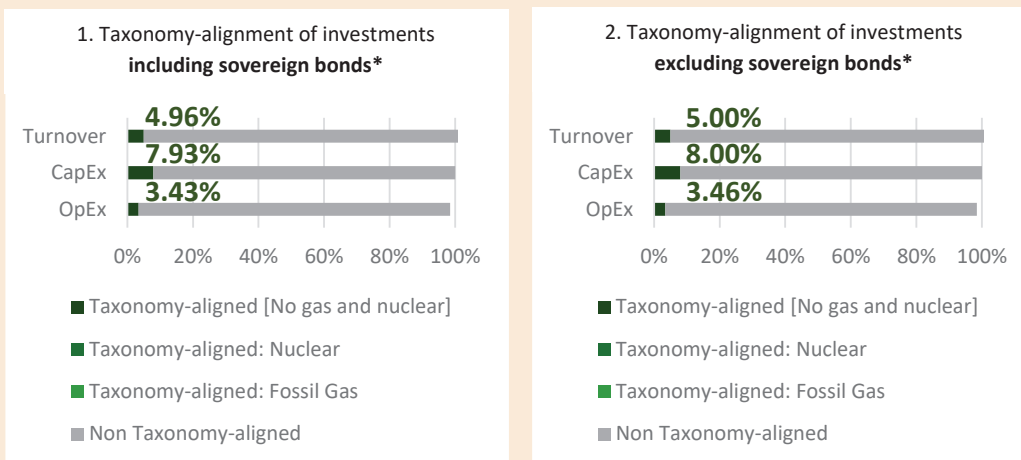 1. Taxonomy-alignment of investments
including sovereign bonds*
4.96%
Turnover
7.93%
CapEx
3.43%
OpEx
0% 20% 40% 60% 80% 100%
Taxonomy-aligned [No gas and nuclear]
Taxonomy-aligned: Nuclear
Taxonomy-aligned: Fossil Gas
Non Taxonomy-aligned
2. Taxonomy-alignment of investments
excluding sovereign bonds*
5.00%
Turnover
8.00%
CapEx
3.46%
OpEx
0% 20% 40% 60% 80% 100%
Taxonomy-aligned [No gas and nuclear]
Taxonomy-aligned: Nuclear
Taxonomy-aligned: Fossil Gas
Non Taxonomy-aligned